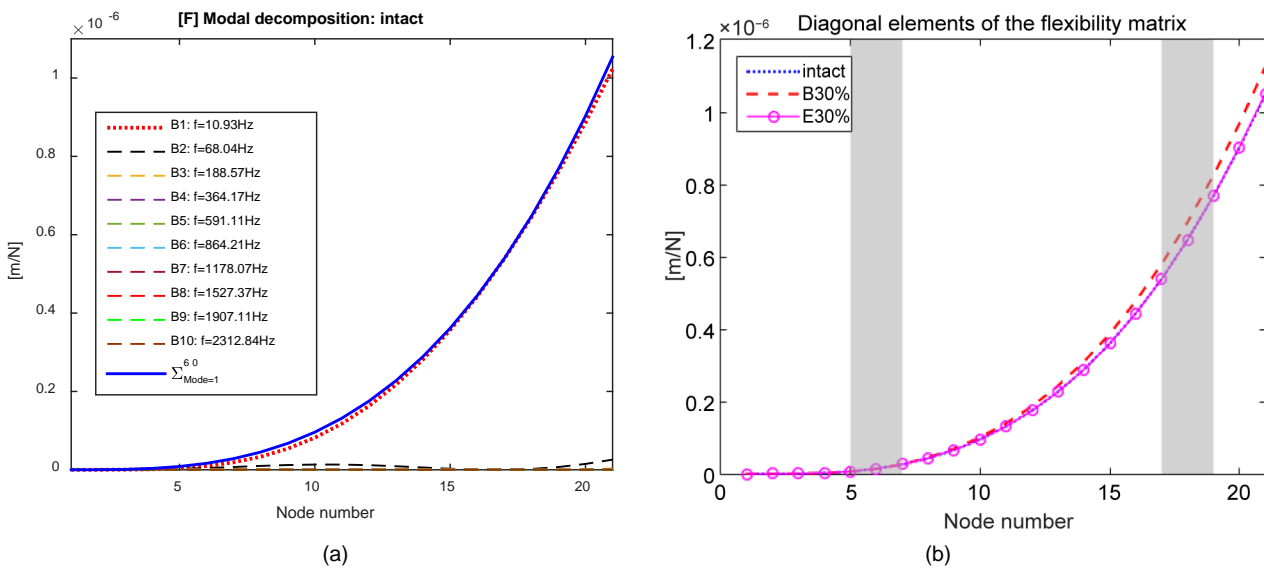 [F] Modal decomposition: intact
× 10 -6
1
0.8
0.6
0.4
0.2
0
[m/N]
B1: f=10.93Hz
B2: f=68.04Hz
B3: f=188.57Hz
B4: f=364.17Hz
B5: f=591.11Hz
B6: f=864.21Hz
B7: f=1178.07Hz
B8: f=1527.37Hz
B9: f=1907.11Hz
B10: f=2312.84Hz
Σ 6 0 Mode=1
5 10 15 20
Node number
(a)
Diagonal elements of the flexibility matrix
×10−6
1.2
1
0.8
0.6
0.4
0.2
0
[m/N]
intact
B30%
E30%
0 5 10 15 20
Node number
(b)